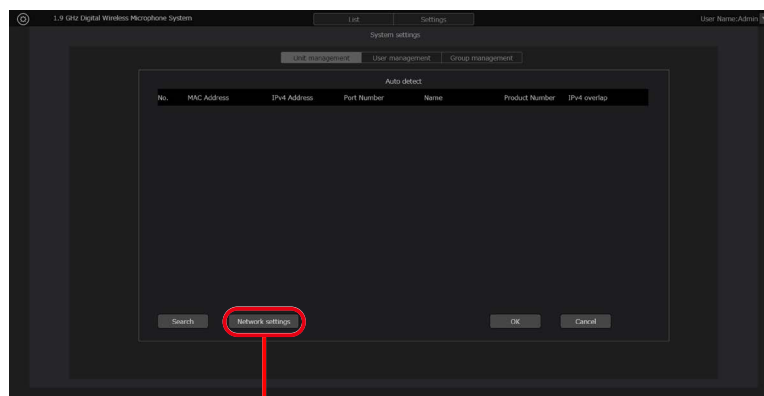 1.9 GHz Digital Wireless Microphone System List Settings User Name:Admin
System settings
Unit management User management Group management
Auto detect
No. MAC Address IPv4 Address Port Number Name Product Number IPv4 overlap
Search Network settings OK Cancel